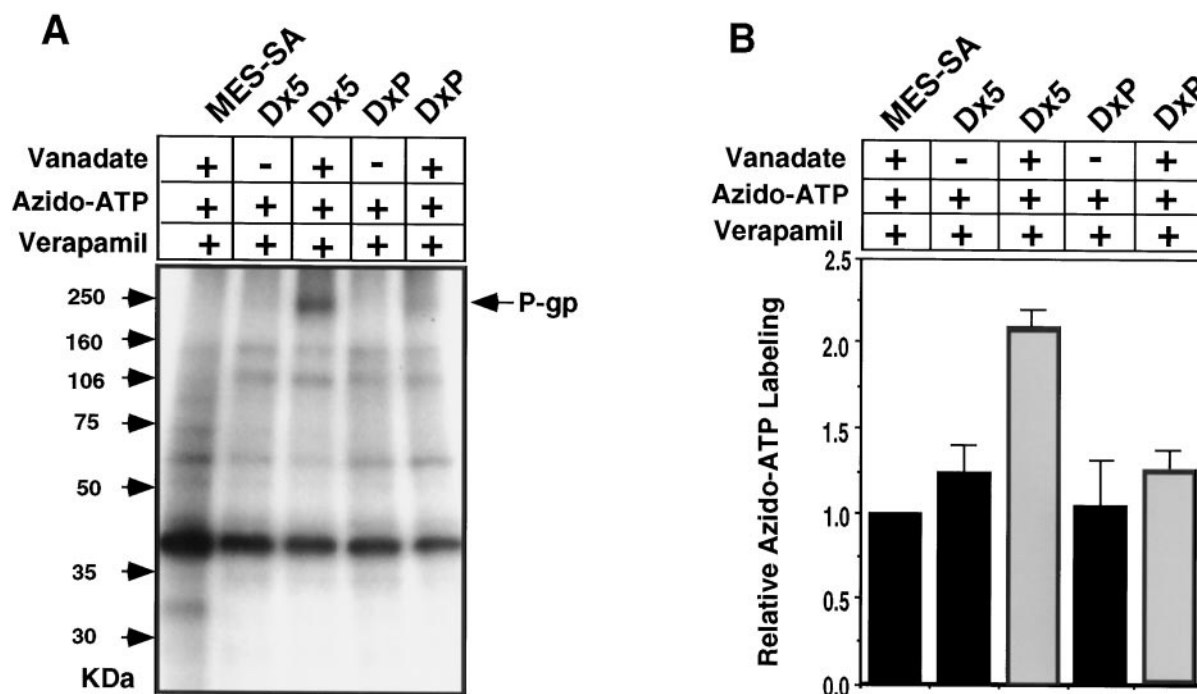 A
MES-SA Dx5 Dx5 DxP DxP
Vanadate + - + - +
Azido-ATP + + + + +
Verapamil + + + + +
250
P-gp
160
106
75
50
35
30
KDa
B
MES-SA Dx5 Dx5 DxP DxP
Vanadate + - + - +
Azido-ATP + + + + +
Verapamil + + + + +
Relative Azido-ATP Labeling
2.5
2.0
1.5
1.0
0.5
0.0